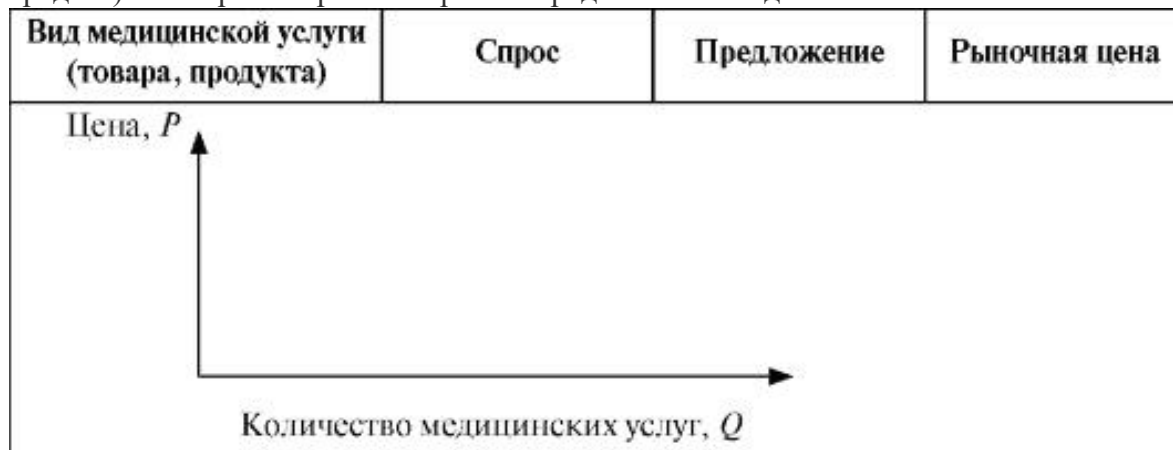 Вид медицинской услуги
(товара, продукта)
Спрос
Предложение
Рыночная цена
Цена, P
Количество медицинских услуг, Q